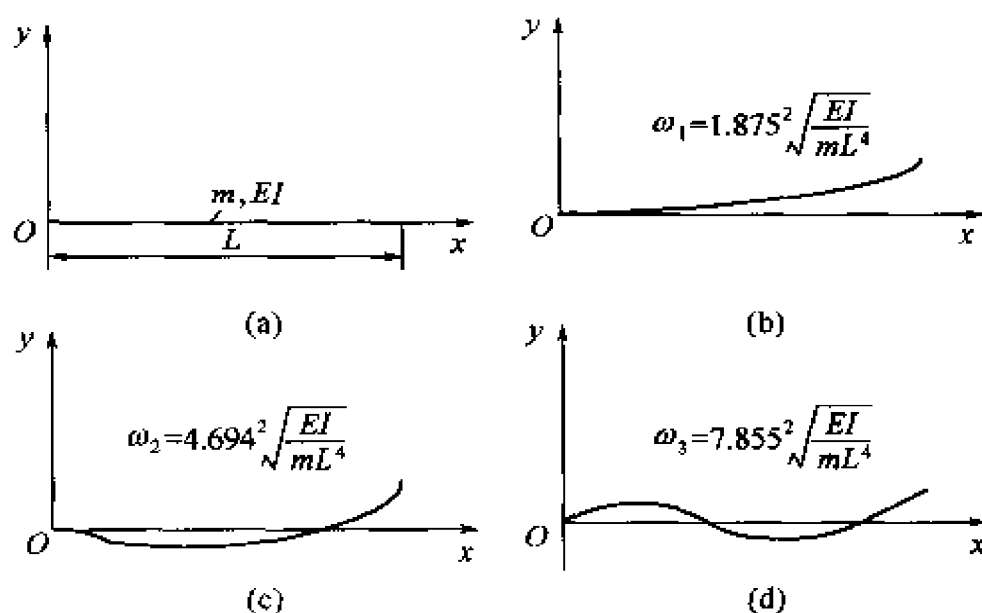 y
m, EI
O
L
x
(a)
y
ω₁=1.875²√(EI/mL⁴)
O
x
(b)
y
ω₂=4.694²√(EI/mL⁴)
O
x
(c)
y
ω₃=7.855²√(EI/mL⁴)
O
x
(d)